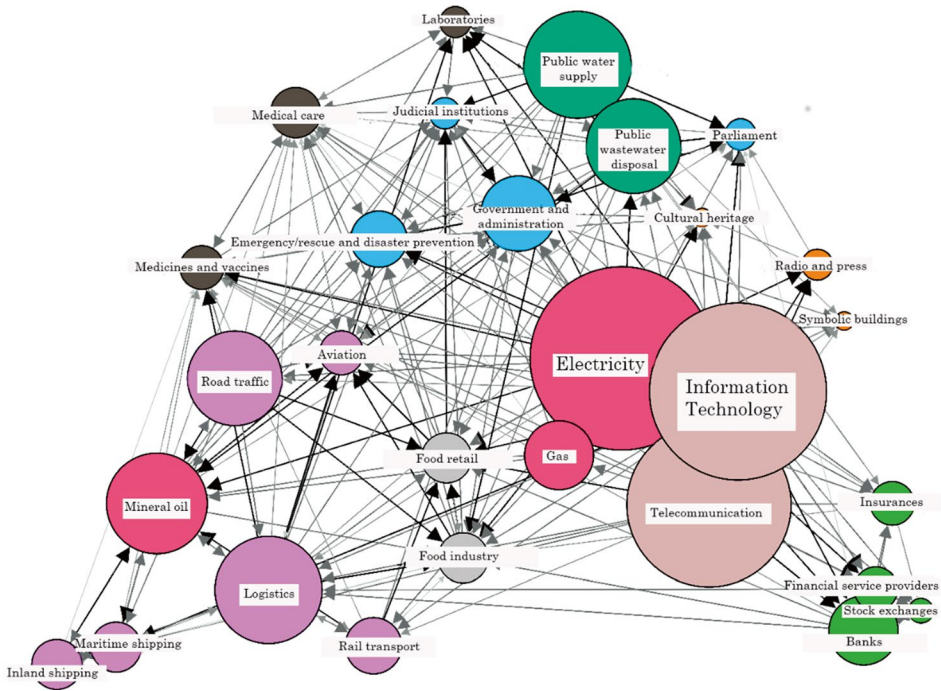 Laboratories
Public water
supply
Medical care
Judicial institutions
Public
wastewater
disposal
Parliament
Government and
administration
Cultural heritage
Emergency/rescue and disaster prevention
Medicines and vaccines
Radio and press
Symbolic buildings
Aviation
Electricity
Road traffic
Information
Technology
Food retail
Gas
Mineral oil
Telecommunication
Insurances
Food industry
Logistics
Financial service providers
Stock exchanges
Maritime shipping
Rail transport
Banks
Inland shipping